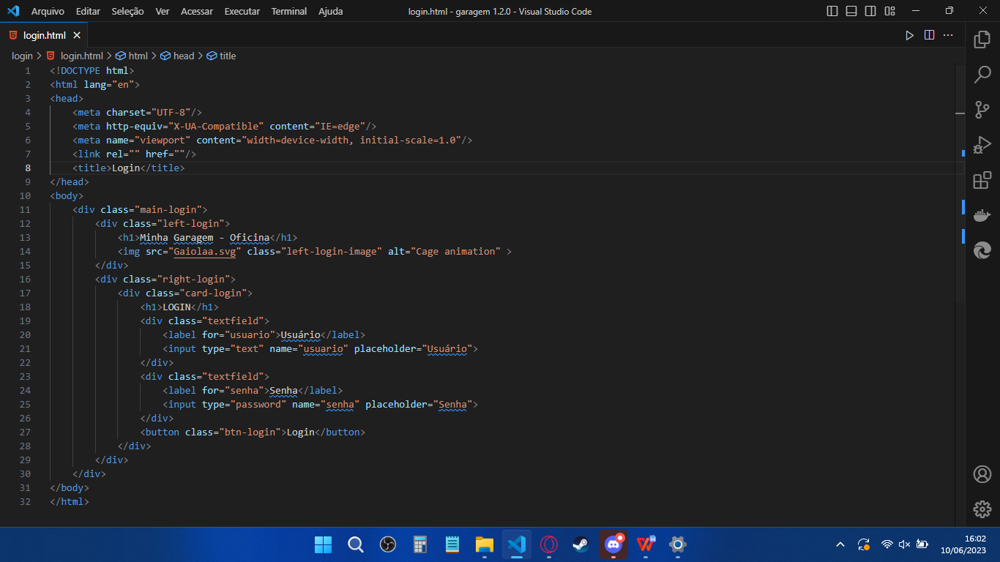 Arquivo Editar Seleção Ver Acessar Executar Terminal Ajuda login.html - garagem 1.2.0 - Visual Studio Code
login.html
login > login.html > html > head > title
1 <!DOCTYPE html>
2 <html lang="en">
3 <head>
4 <meta charset="UTF-8"/>
5 <meta http-equiv="X-UA-Compatible" content="IE=edge"/>
6 <meta name="viewport" content="width=device-width, initial-scale=1.0"/>
7 <link rel="" href=""/>
8 <title>Login</title>
9 </head>
10 <body>
11 <div class="main-login">
12 <div class="left-login">
13 <h1>Minha Garagem - Oficina</h1>
14 <img src="Gaiolaa.svg" class="left-login-image" alt="Cage animation" >
15 </div>
16 <div class="right-login">
17 <div class="card-login">
18 <h1>LOGIN</h1>
19 <div class="textfield">
20 <label for="usuario">Usuário</label>
21 <input type="text" name="usuario" placeholder="Usuário">
22 </div>
23 <div class="textfield">
24 <label for="senha">Senha</label>
25 <input type="password" name="senha" placeholder="Senha">
26 </div>
27 <button class="btn-login">Login</button>
28 </div>
29 </div>
30 </div>
31 </body>
32 </html>
16:02
10/06/2023